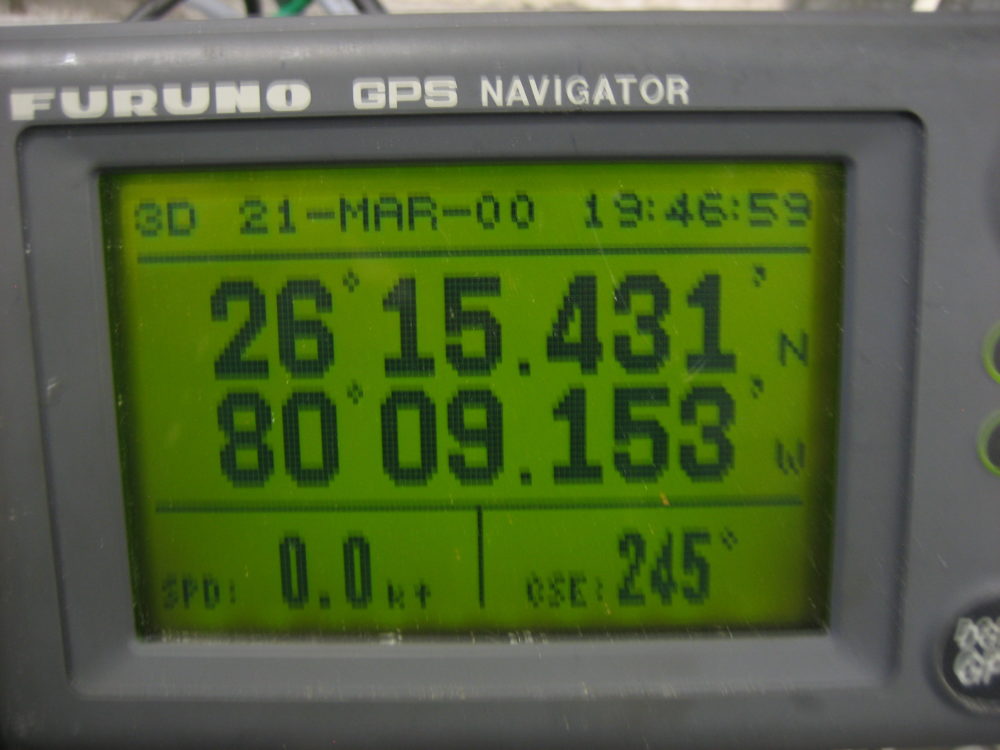 FURUNO GPS NAVIGATOR
3D 21-MAR-00 19:46:59
26° 15.431' N
80° 09.153' W
SPD: 0.0 kt CSE: 245°